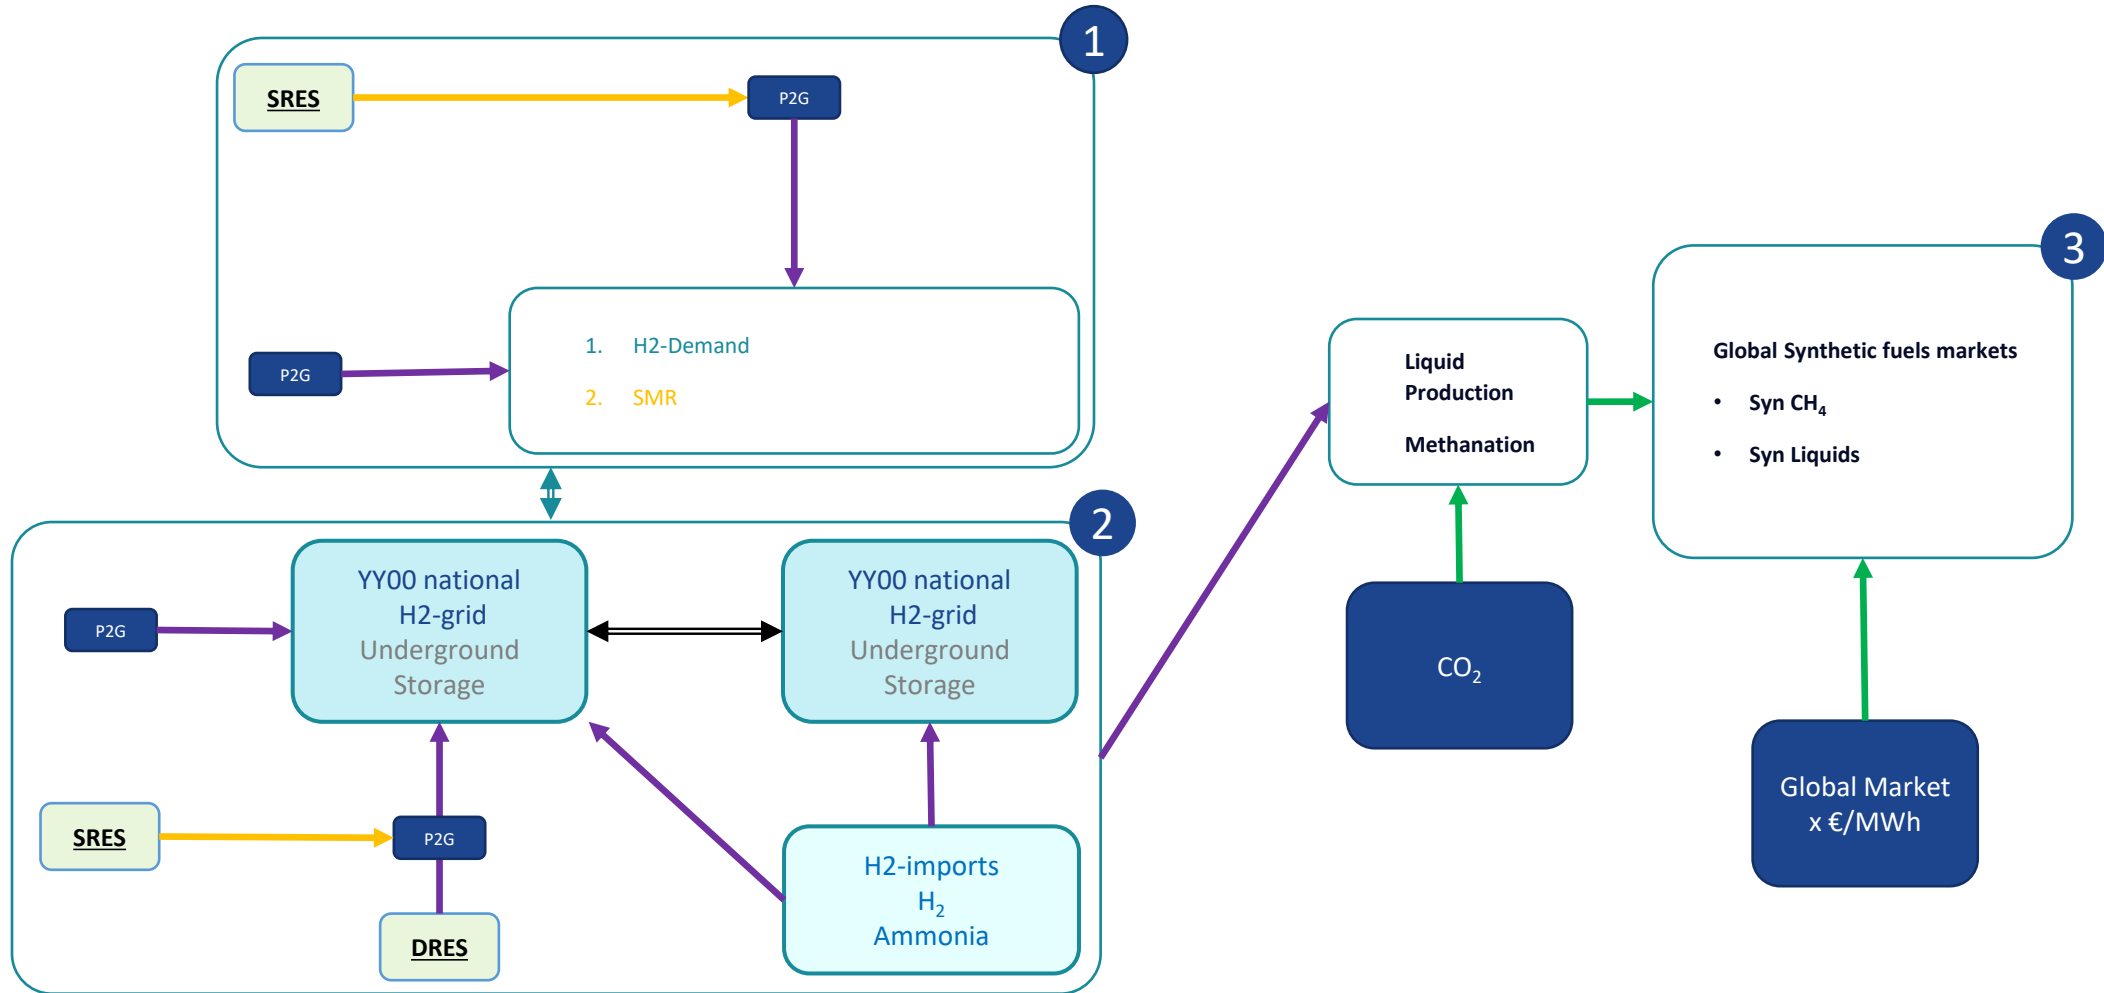 1
SRES
P2G
1. H2-Demand
2. SMR
P2G
2
YY00 national
H2-grid
Underground
Storage
YY00 national
H2-grid
Underground
Storage
P2G
SRES
P2G
DRES
H2-imports
H₂
Ammonia
Liquid
Production
Methanation
CO₂
3
Global Synthetic fuels markets
• Syn CH₄
• Syn Liquids
Global Market
x €/MWh